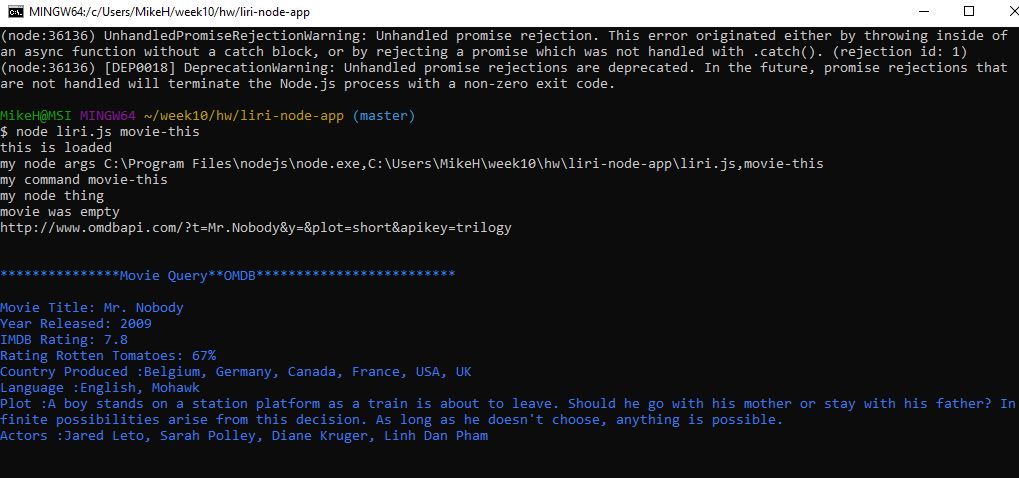 MINGW64:/c/Users/MikeH/week10/hw/liri-node-app
(node:36136) UnhandledPromiseRejectionWarning: Unhandled promise rejection. This error originated either by throwing inside of
an async function without a catch block, or by rejecting a promise which was not handled with .catch(). (rejection id: 1)
(node:36136) [DEP0018] DeprecationWarning: Unhandled promise rejections are deprecated. In the future, promise rejections that
are not handled will terminate the Node.js process with a non-zero exit code.
MikeH@MSI MINGW64 ~/week10/hw/liri-node-app (master)
$ node liri.js movie-this
this is loaded
my node args C:\Program Files\nodejs\node.exe,C:\Users\MikeH\week10\hw\liri-node-app\liri.js,movie-this
my command movie-this
my node thing
movie was empty
http://www.omdbapi.com/?t=Mr.Nobody&y=&plot=short&apikey=trilogy
***************Movie Query**OMDB*************************
Movie Title: Mr. Nobody
Year Released: 2009
IMDB Rating: 7.8
Rating Rotten Tomatoes: 67%
Country Produced :Belgium, Germany, Canada, France, USA, UK
Language :English, Mohawk
Plot :A boy stands on a station platform as a train is about to leave. Should he go with his mother or stay with his father? In
finite possibilities arise from this decision. As long as he doesn't choose, anything is possible.
Actors :Jared Leto, Sarah Polley, Diane Kruger, Linh Dan Pham